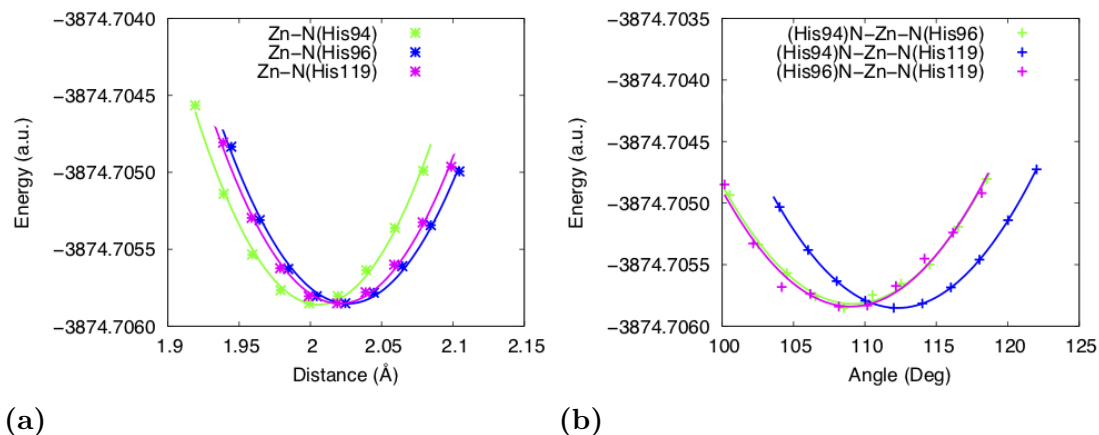 −3874.7040
−3874.7045
−3874.7050
−3874.7055
−3874.7060
Energy (a.u.)
Zn−N(His94)
Zn−N(His96)
Zn−N(His119)
1.9 1.95 2 2.05 2.1 2.15
Distance (Å)
(a)
−3874.7035
−3874.7040
−3874.7045
−3874.7050
−3874.7055
−3874.7060
Energy (a.u.)
(His94)N−Zn−N(His96)
(His94)N−Zn−N(His119)
(His96)N−Zn−N(His119)
100 105 110 115 120 125
Angle (Deg)
(b)